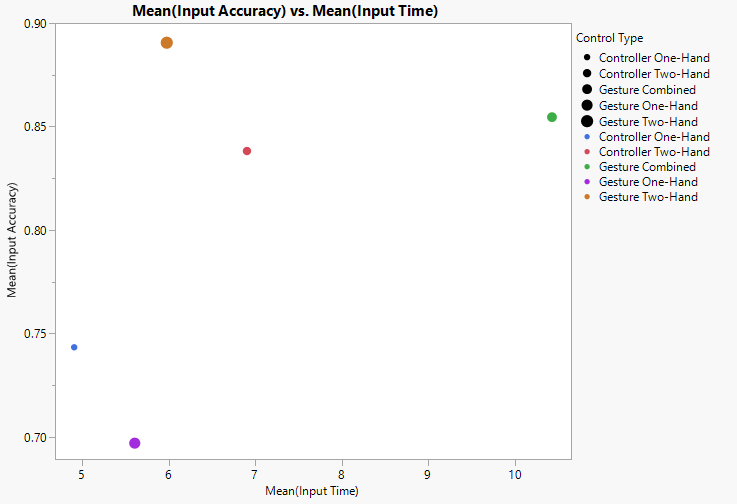 Mean(Input Accuracy) vs. Mean(Input Time)
0.90
0.85
0.80
0.75
0.70
Mean(Input Accuracy)
5 6 7 8 9 10
Mean(Input Time)
Control Type
Controller One-Hand
Controller Two-Hand
Gesture Combined
Gesture One-Hand
Gesture Two-Hand
Controller One-Hand
Controller Two-Hand
Gesture Combined
Gesture One-Hand
Gesture Two-Hand